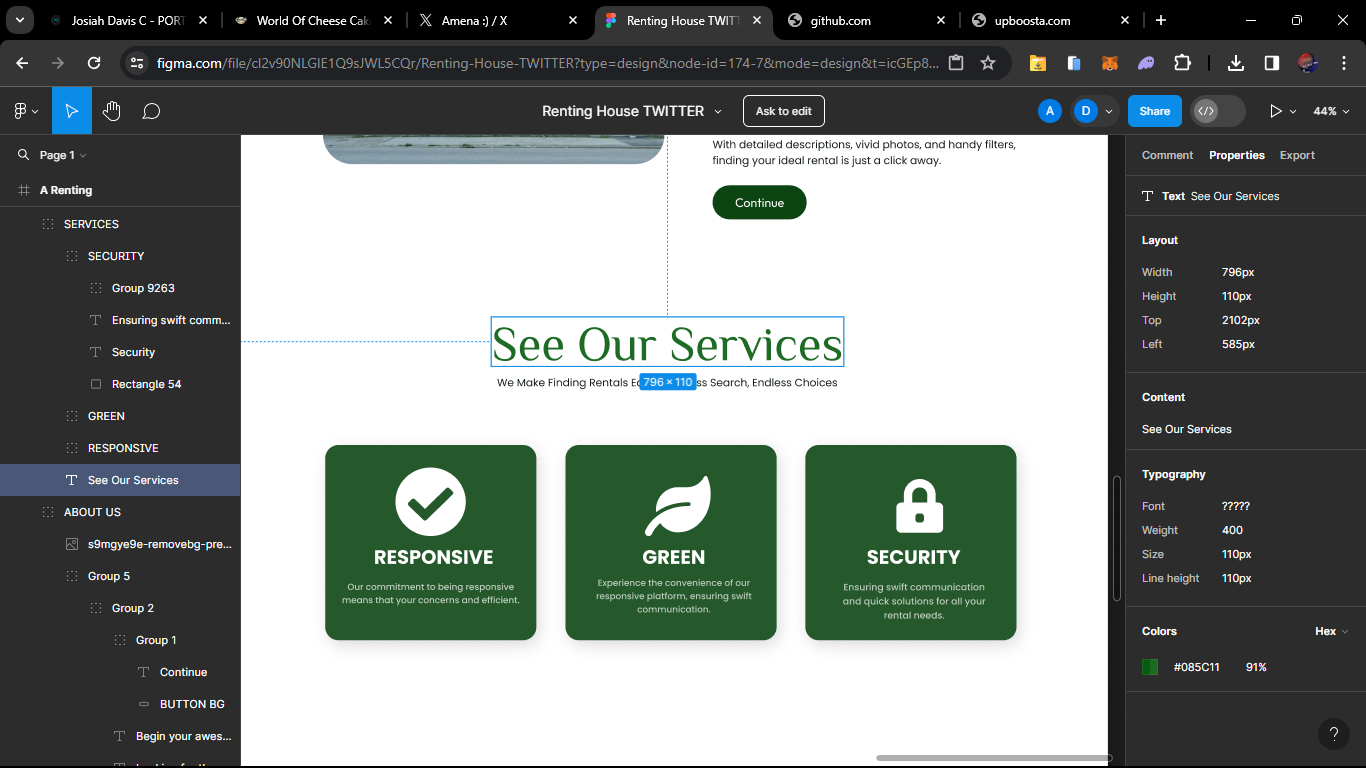 Josiah Davis C - PORT
World Of Cheese Cak
Amena :) / X
Renting House TWIT
github.com
upboosta.com
figma.com/file/cl2v90NLGlE1Q9sJWL5CQr/Renting-House-TWITTER?type=design&node-id=174-7&mode=design&t=icGEp8...
Renting House TWITTER
Ask to edit
A
D
Share
44%
Page 1
A Renting
SERVICES
SECURITY
Group 9263
Ensuring swift comm...
Security
Rectangle 54
GREEN
RESPONSIVE
See Our Services
ABOUT US
s9mgye9e-removebg-pre...
Group 5
Group 2
Group 1
Continue
BUTTON BG
Begin your awes...
With detailed descriptions, vivid photos, and handy filters,
finding your ideal rental is just a click away.
Continue
See Our Services
We Make Finding Rentals
796 × 110
Search, Endless Choices
RESPONSIVE
Our commitment to being responsive
means that your concerns and efficient.
GREEN
Experience the convenience of our
responsive platform, ensuring swift
communication.
SECURITY
Ensuring swift communication
and quick solutions for all your
rental needs.
Comment Properties Export
Text See Our Services
Layout
Width 796px
Height 110px
Top 2102px
Left 585px
Content
See Our Services
Typography
Font ?????
Weight 400
Size 110px
Line height 110px
Colors Hex
#085C11 91%
?